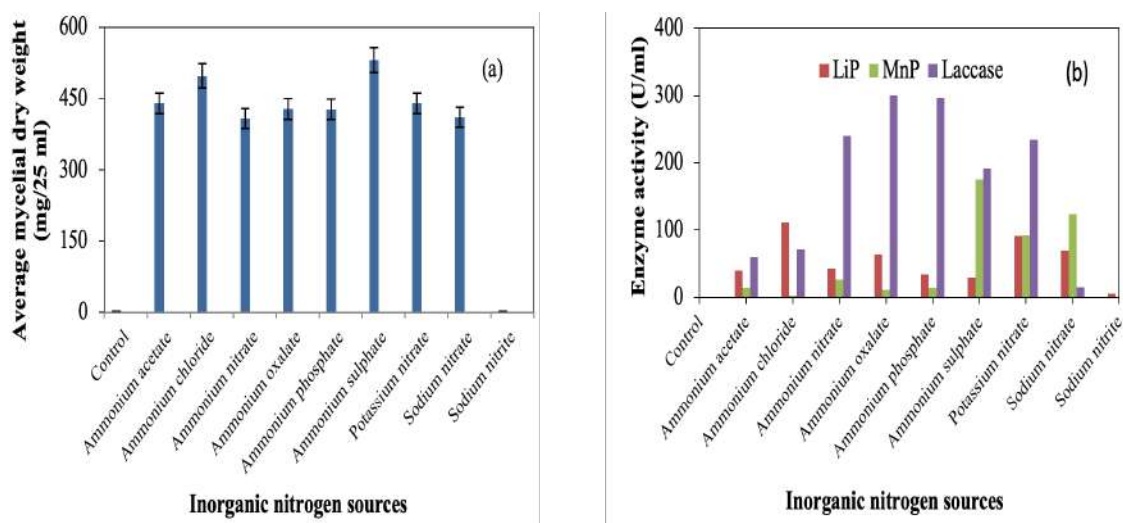 Average mycelial dry weight
(mg/25 ml)
600
450
300
150
0
(a)
Control
Ammonium acetate
Ammonium chloride
Ammonium nitrate
Ammonium oxalate
Ammonium phosphate
Ammonium sulphate
Potassium nitrate
Sodium nitrate
Sodium nitrite
Inorganic nitrogen sources
Enzyme activity (U/ml)
400
300
200
100
0
LiP MnP Laccase
(b)
Control
Ammonium acetate
Ammonium chloride
Ammonium nitrate
Ammonium oxalate
Ammonium phosphate
Ammonium sulphate
Potassium nitrate
Sodium nitrate
Sodium nitrite
Inorganic nitrogen sources